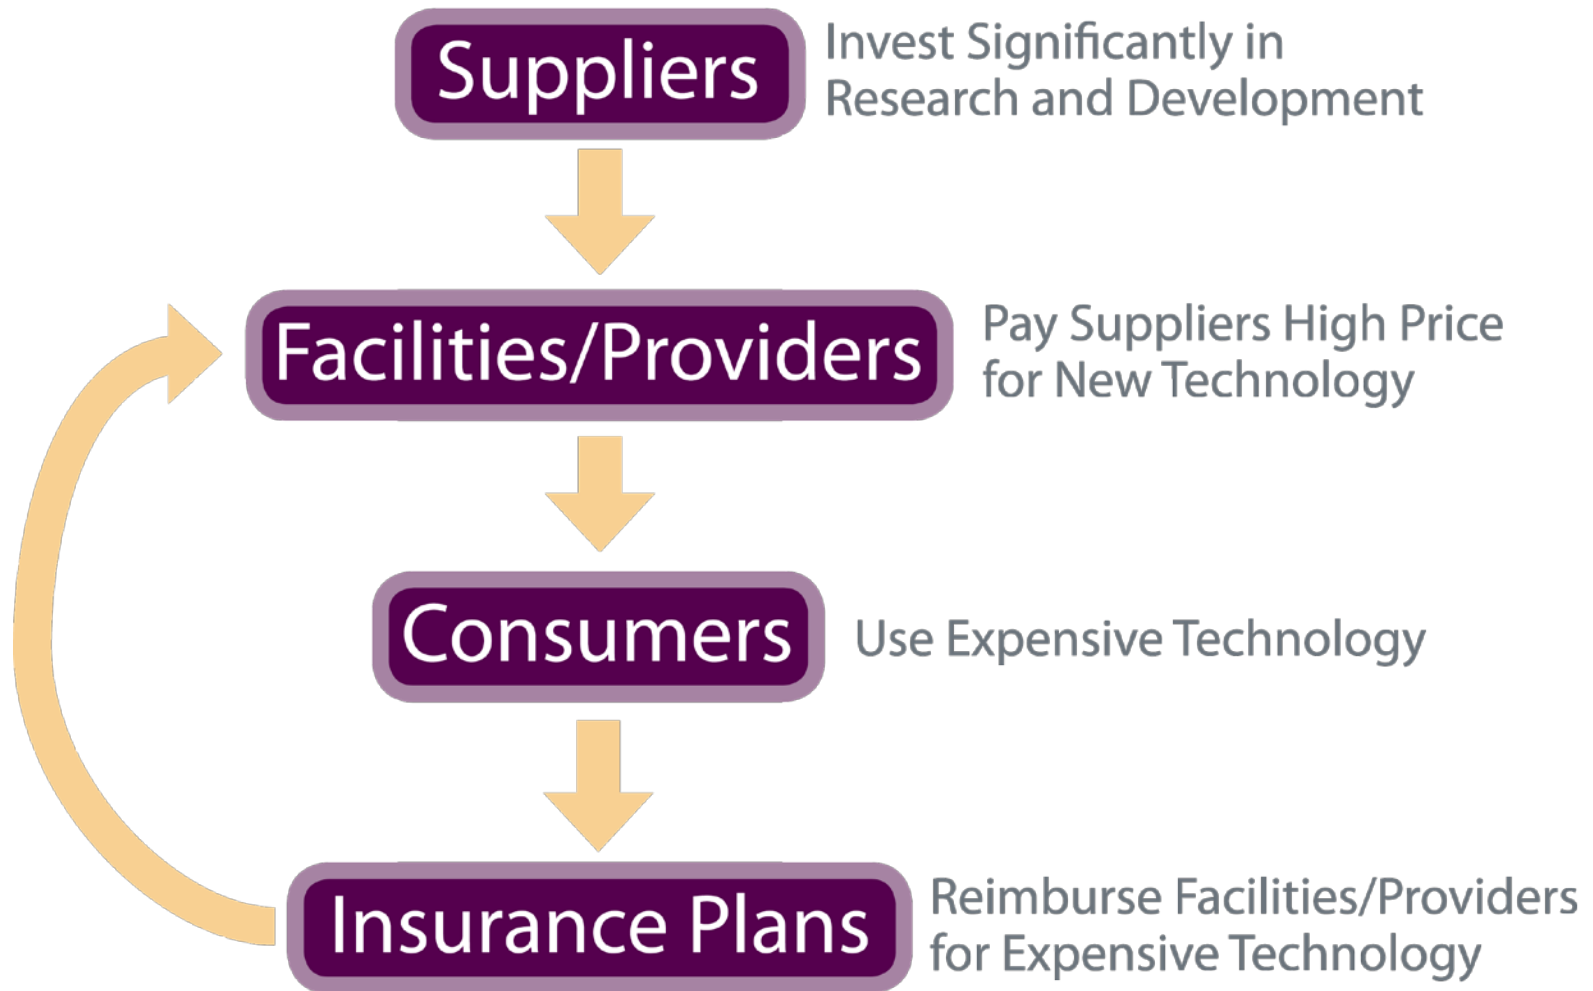 Suppliers
Invest Significantly in
Research and Development
Facilities/Providers
Pay Suppliers High Price
for New Technology
Consumers
Use Expensive Technology
Insurance Plans
Reimburse Facilities/Providers
for Expensive Technology